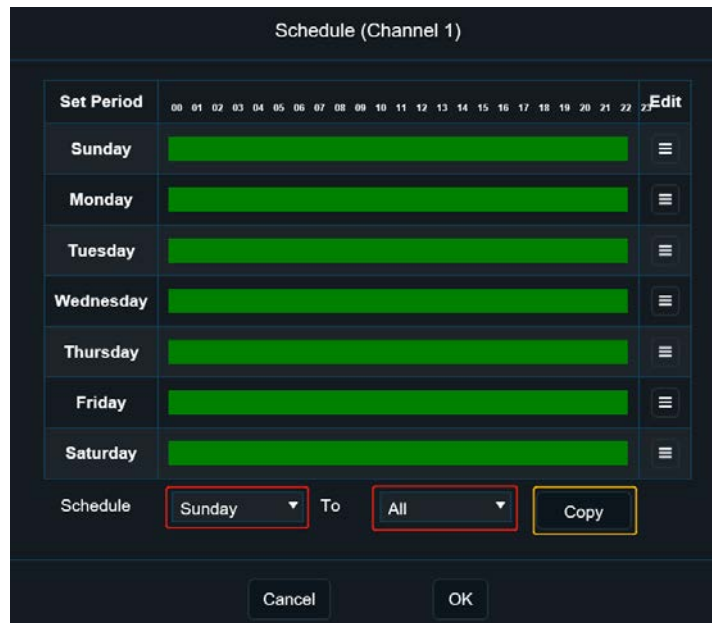 Schedule (Channel 1)
Set Period 00 01 02 03 04 05 06 07 08 09 10 11 12 13 14 15 16 17 18 19 20 21 22 23 Edit
Sunday
Monday
Tuesday
Wednesday
Thursday
Friday
Saturday
Schedule Sunday To All Copy
Cancel OK